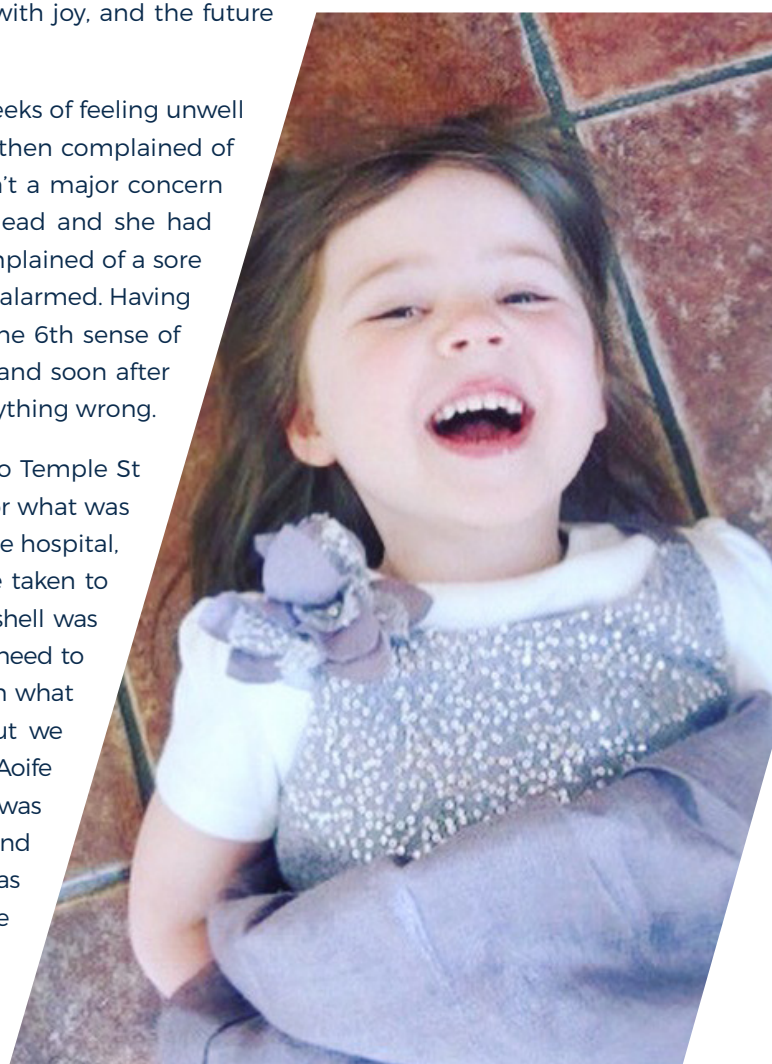 with joy, and the future
eeks of feeling unwell
then complained of
't a major concern
ead and she had
plained of a sore
alarmed. Having
ne 6th sense of
and soon after
ything wrong.
o Temple St
r what was
e hospital,
taken to
shell was
need to
what
ut we
Aoife
was
nd
as
e